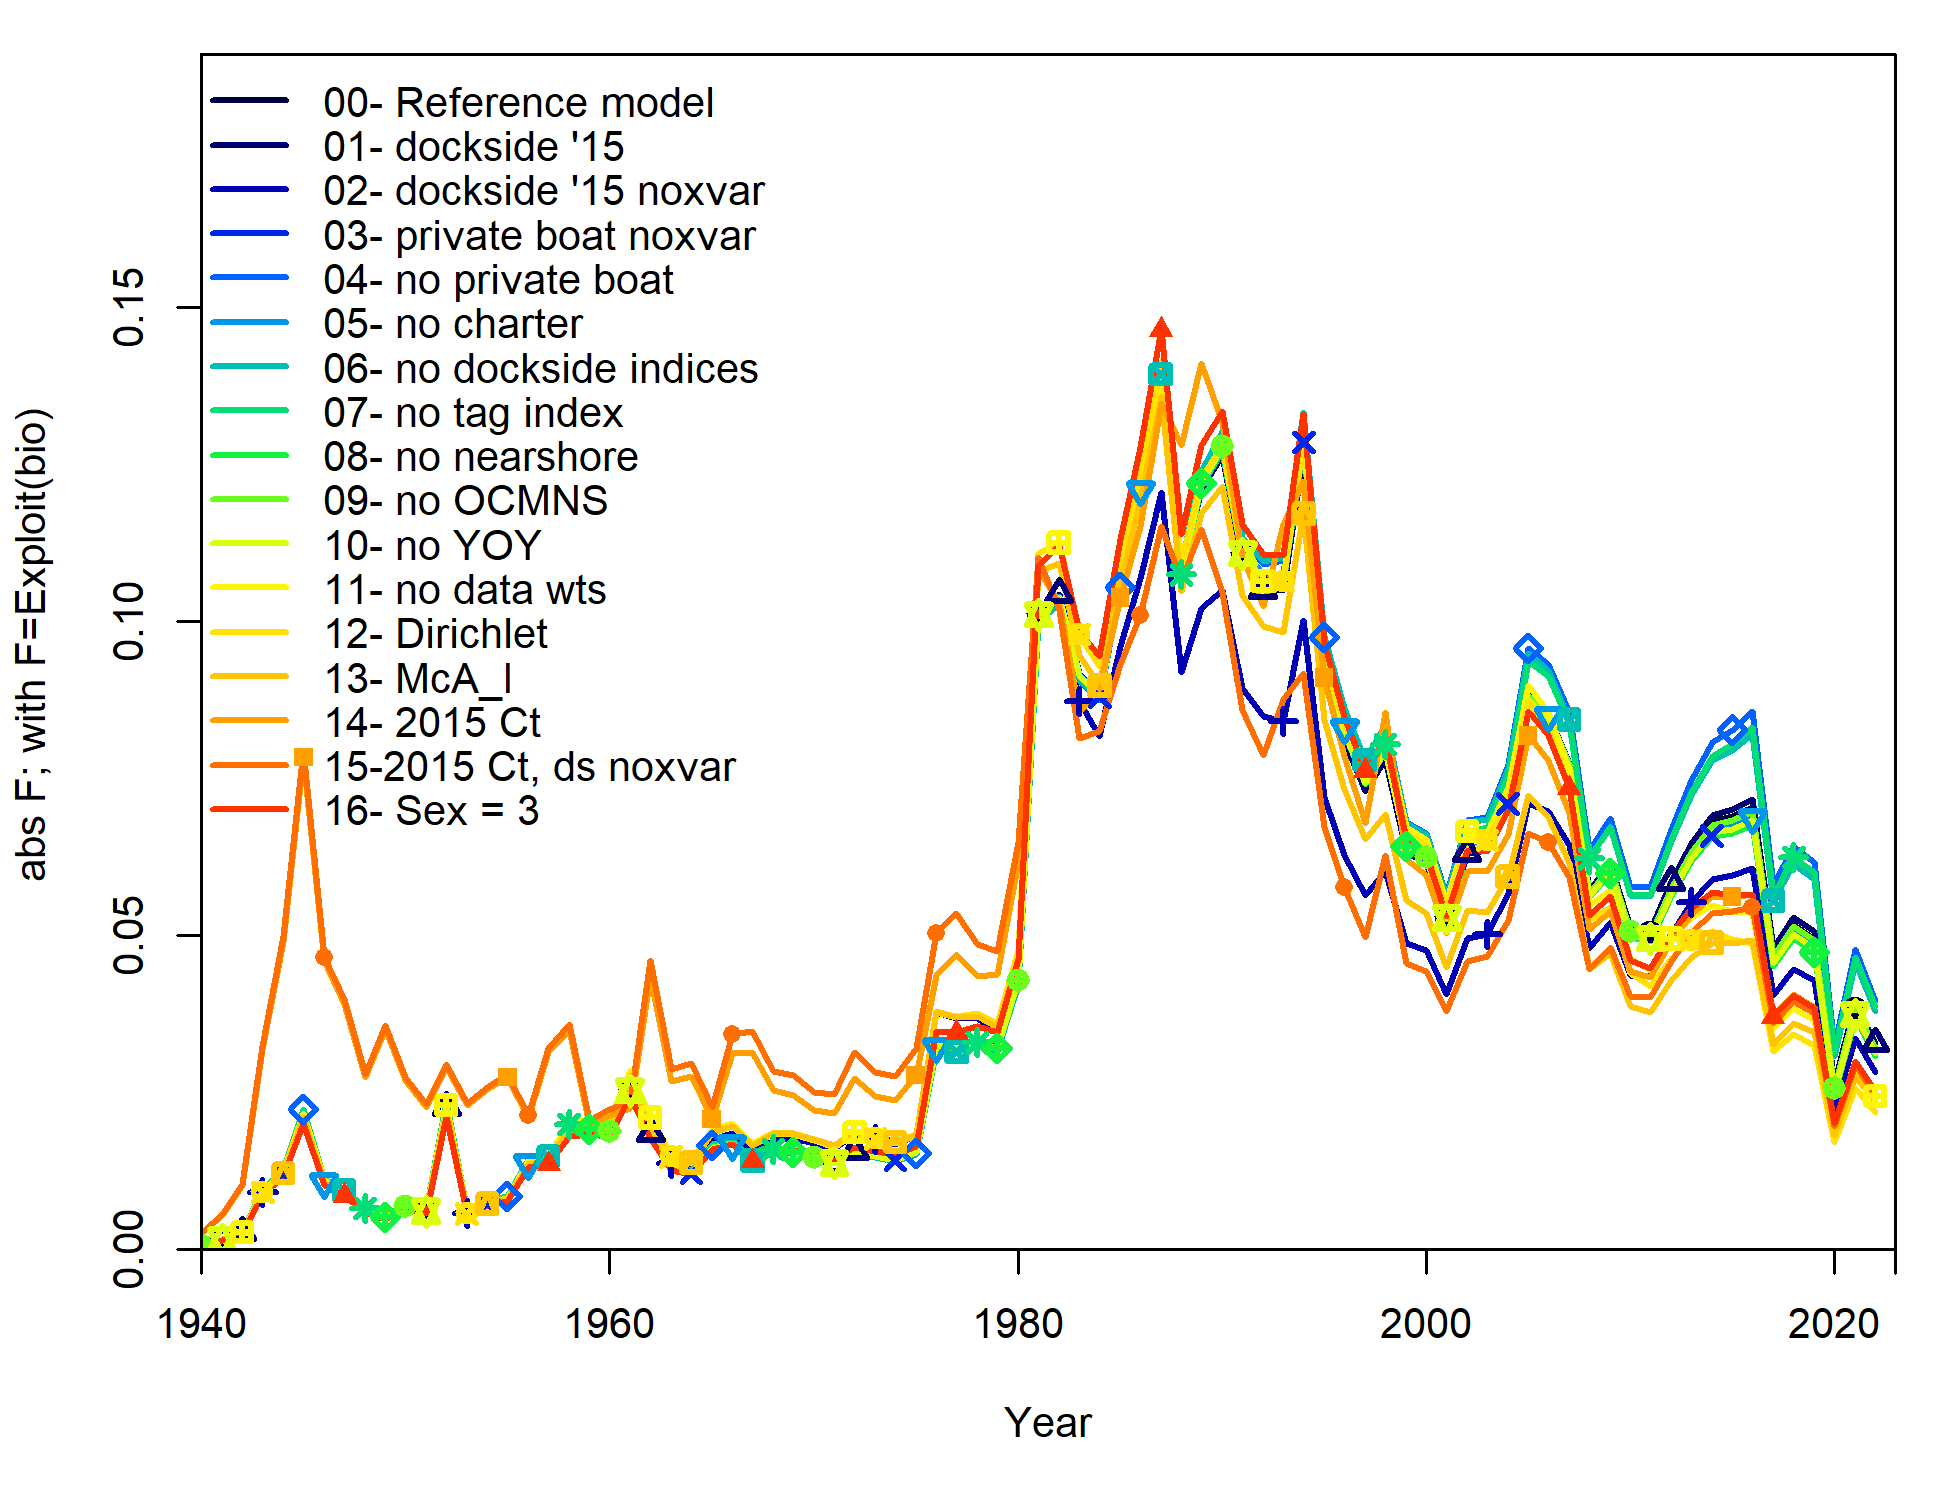 00- Reference model
01- dockside '15
02- dockside '15 noxvar
03- private boat noxvar
04- no private boat
05- no charter
06- no dockside indices
07- no tag index
08- no nearshore
09- no OCMNS
10- no YOY
11- no data wts
12- Dirichlet
13- McA_I
14- 2015 Ct
15-2015 Ct, ds noxvar
16- Sex = 3
abs F; with F=Exploit(bio)
0.15
0.10
0.05
0.00
1940 1960 1980 2000 2020
Year